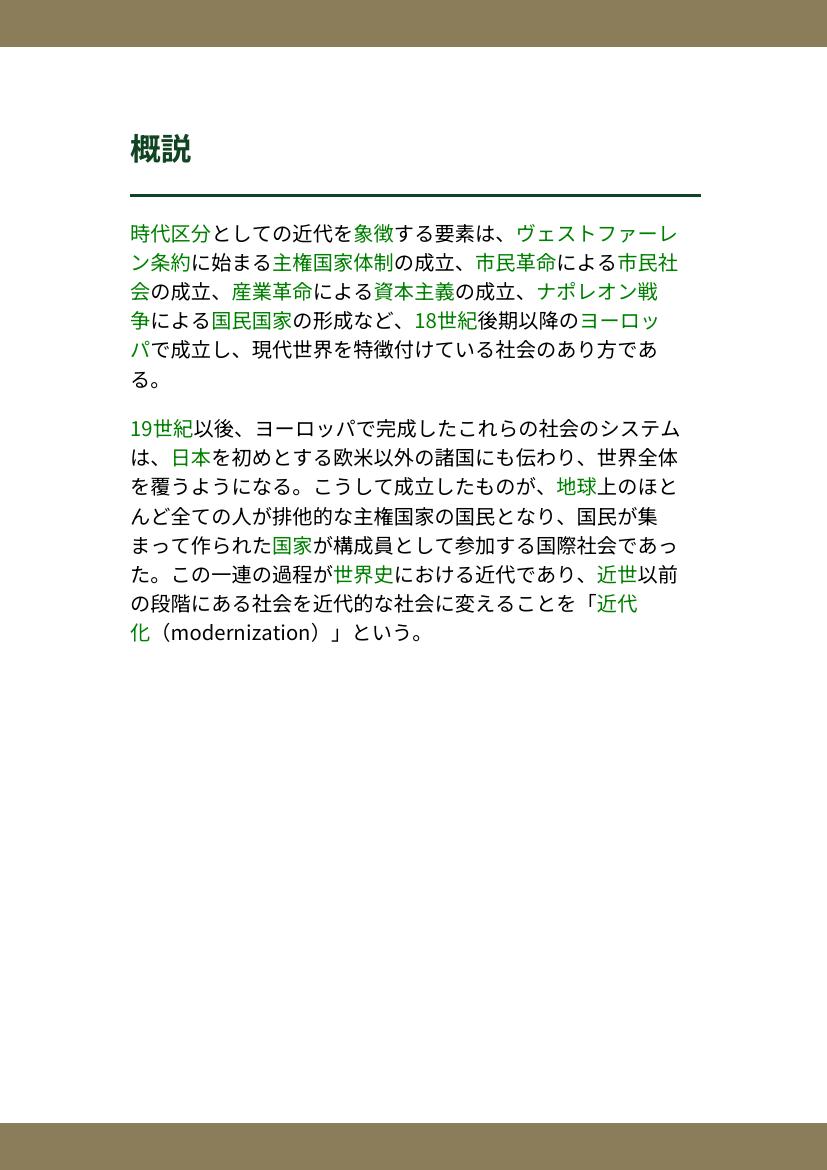 概説
時代区分としての近代を象徴する要素は、ヴェストファーレ
ン条約に始まる主権国家体制の成立、市民革命による市民社
会の成立、産業革命による資本主義の成立、ナポレオン戦
争による国民国家の形成など、18世紀後期以降のヨーロッ
パで成立し、現代世界を特徴付けている社会のあり方であ
る。
19世紀以後、ヨーロッパで完成したこれらの社会のシステム
は、日本を初めとする欧米以外の諸国にも伝わり、世界全体
を覆うようになる。こうして成立したものが、地球上のほと
んど全ての人が排他的な主権国家の国民となり、国民が集
まって作られた国家が構成員として参加する国際社会であっ
た。この一連の過程が世界史における近代であり、近世以前
の段階にある社会を近代的な社会に変えることを「近代
化（modernization）」という。